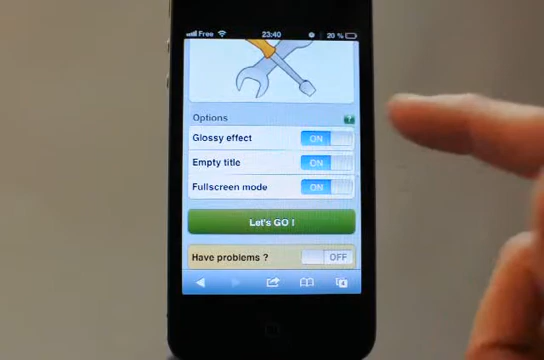 Free 23:40 20 %
Options ?
Glossy effect ON
Empty title ON
Fullscreen mode ON
Let's GO !
Have problems ? OFF